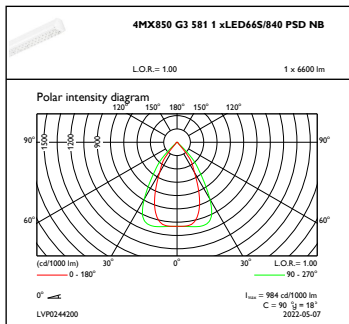 4MX850 G3 581 1 xLED66S/840 PSD NB
L.O.R.= 1.00 1 x 6600 lm
Polar intensity diagram
120° 150° 180° 150° 120°
90° 1500 1200 900 90°
60° 60°
30° 0° 30°
(cd/1000 lm) L.O.R.= 1.00
0 - 180° 90 - 270°
0° Imax = 984 cd/1000 lm
C = 90 °g = 18°
LVP0244200 2022-05-07